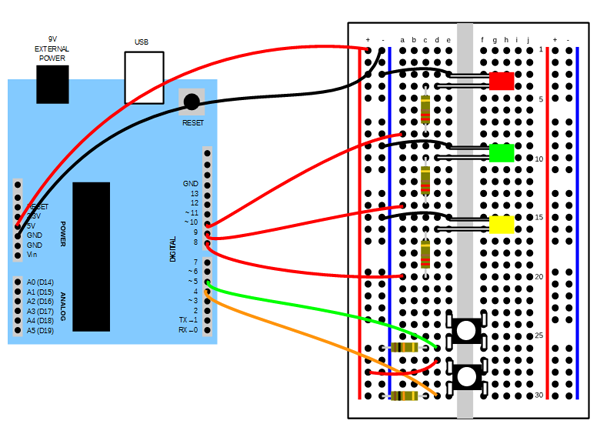 9V
EXTERNAL
POWER
USB
RESET
RESET
3.3V
5V
GND
GND
Vin
POWER
A0 (D14)
A1 (D15)
A2 (D16)
A3 (D17)
A4 (D18)
A5 (D19)
ANALOG
GND
13
12
~ 11
~ 10
9
8
7
~ 6
~ 5
4
~ 3
2
TX→1
RX←0
DIGITAL
+ - a b c d e f g h i j + -
1
5
10
15
20
25
30